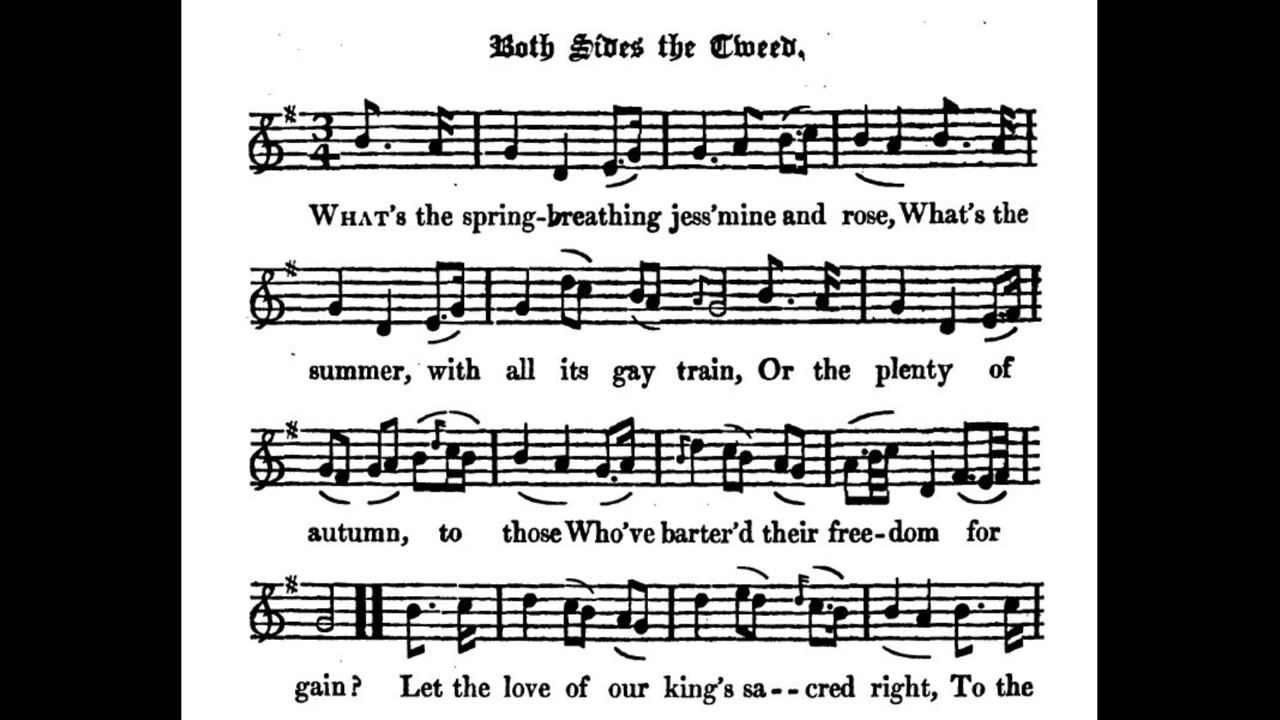 Both Sides the Tweed.
3
4
WHAT's the spring-breathing jess'mine and rose, What's the
summer, with all its gay train, Or the plenty of
autumn, to those Who've barter'd their free-dom for
gain? Let the love of our king's sa--cred right, To the